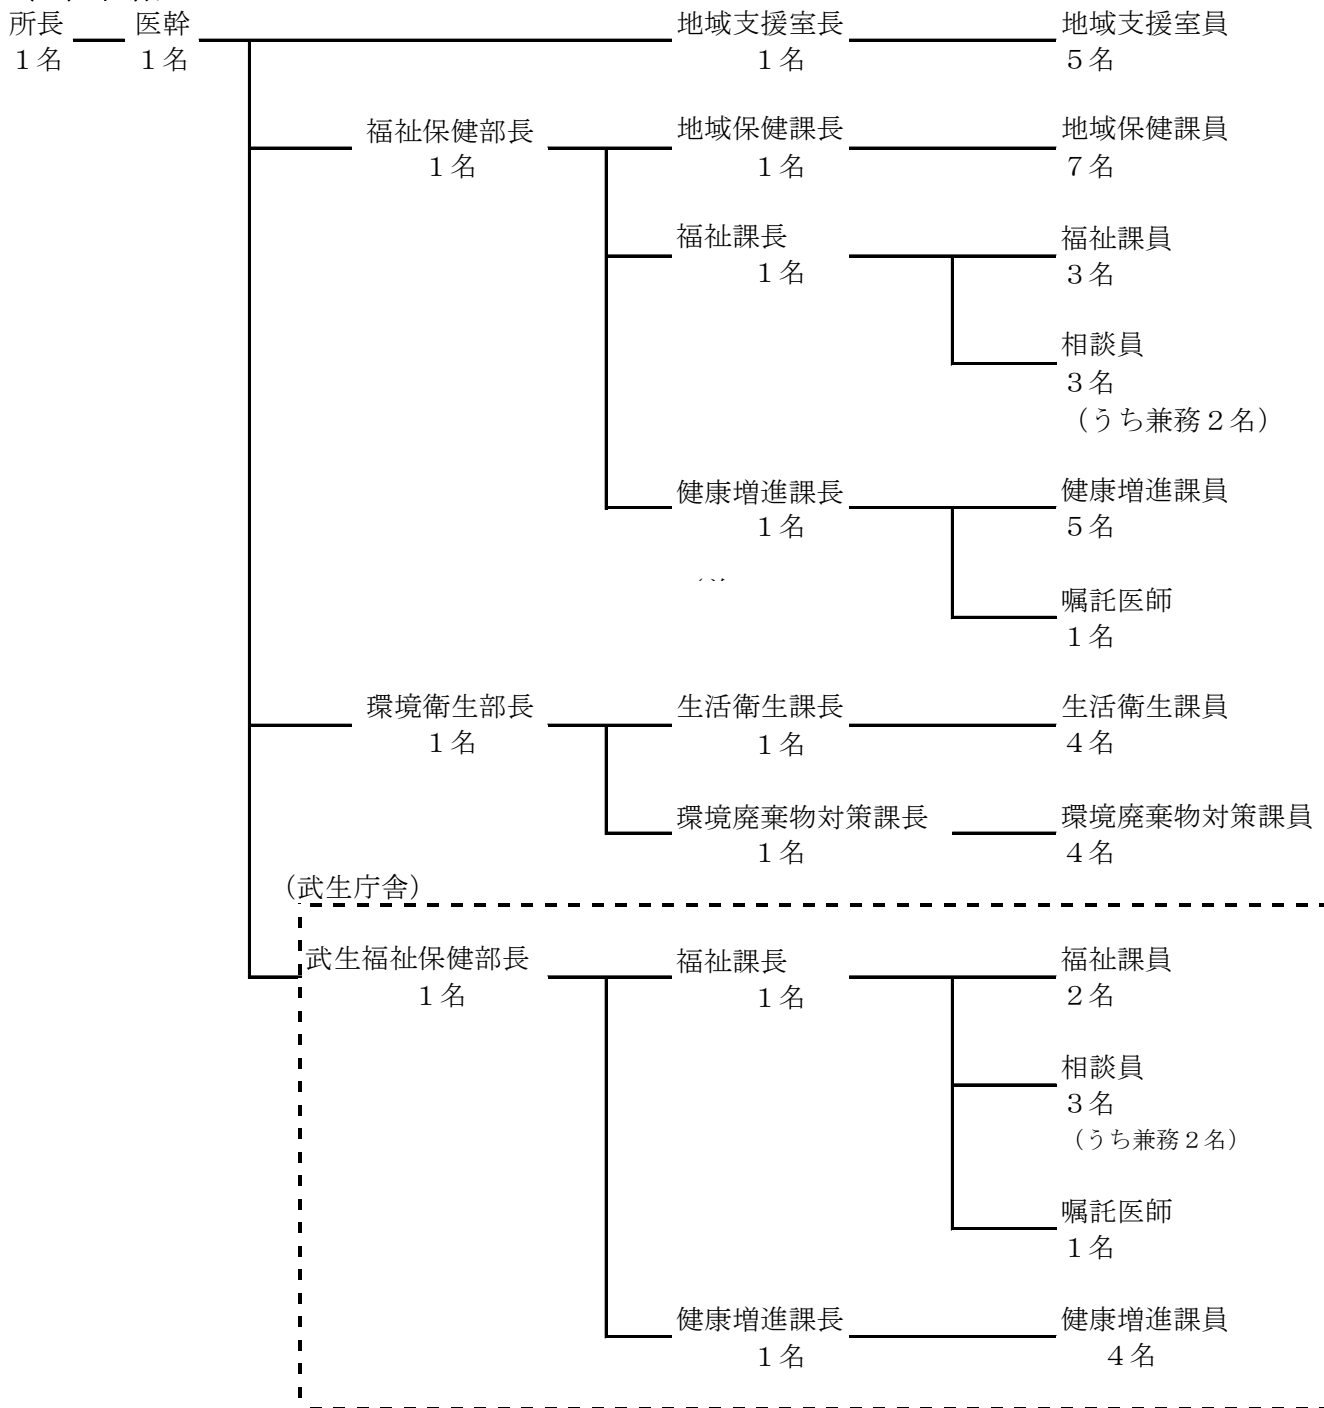 所長 医幹 地域支援室長 地域支援室員
１名 １名 １名 ５名
福祉保健部長 地域保健課長 地域保健課員
１名 １名 ７名
福祉課長 福祉課員
１名 ３名
相談員
３名
（うち兼務２名）
健康増進課長 健康増進課員
１名 ５名
嘱託医師
１名
環境衛生部長 生活衛生課長 生活衛生課員
１名 １名 ４名
環境廃棄物対策課長 環境廃棄物対策課員
１名 ４名
（武生庁舎）
武生福祉保健部長 福祉課長 福祉課員
１名 １名 ２名
相談員
３名
（うち兼務２名）
嘱託医師
１名
健康増進課長 健康増進課員
１名 ４名